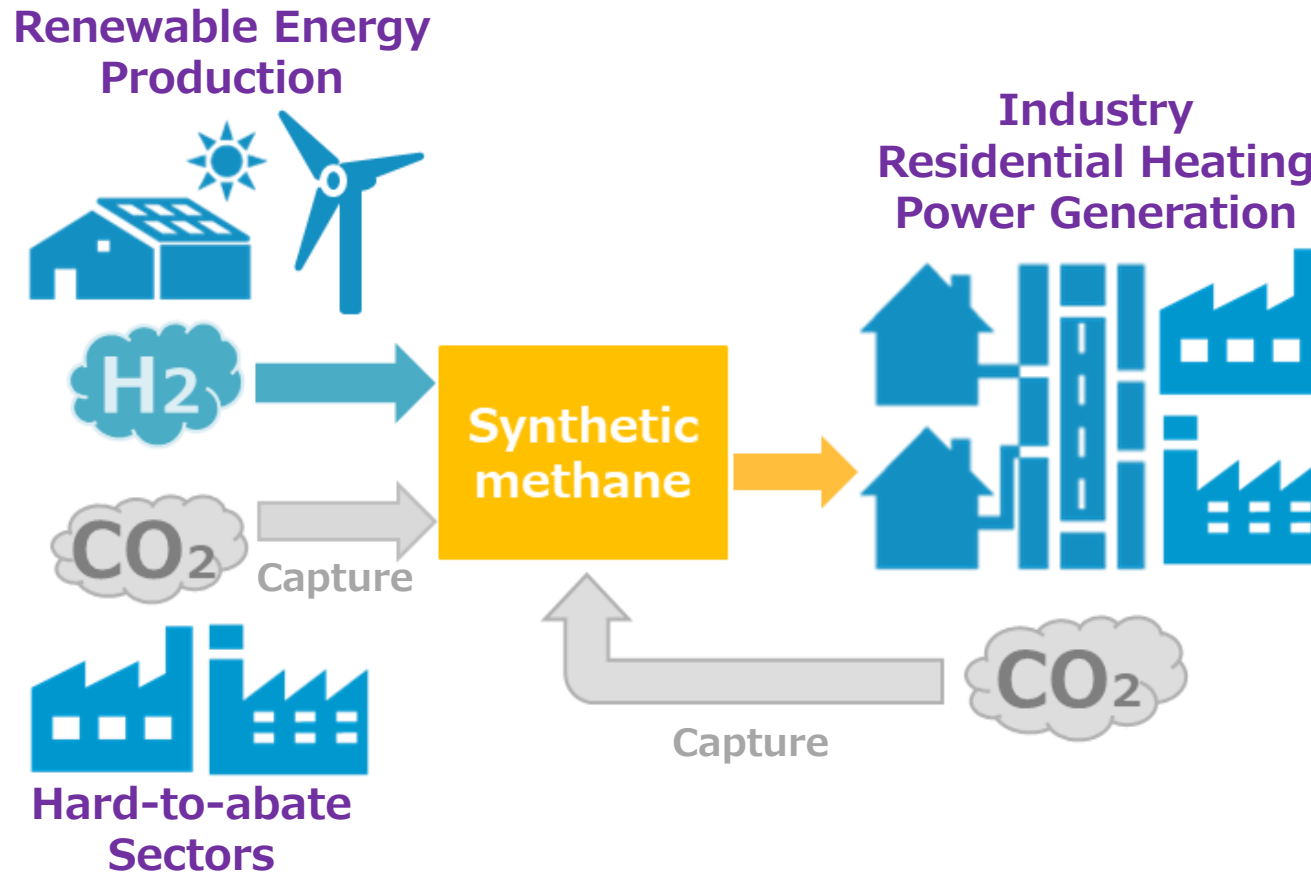 Renewable Energy
Production
Industry
Residential Heating
Power Generation
H2
Synthetic
methane
CO2
Capture
CO2
Capture
Hard-to-abate
Sectors